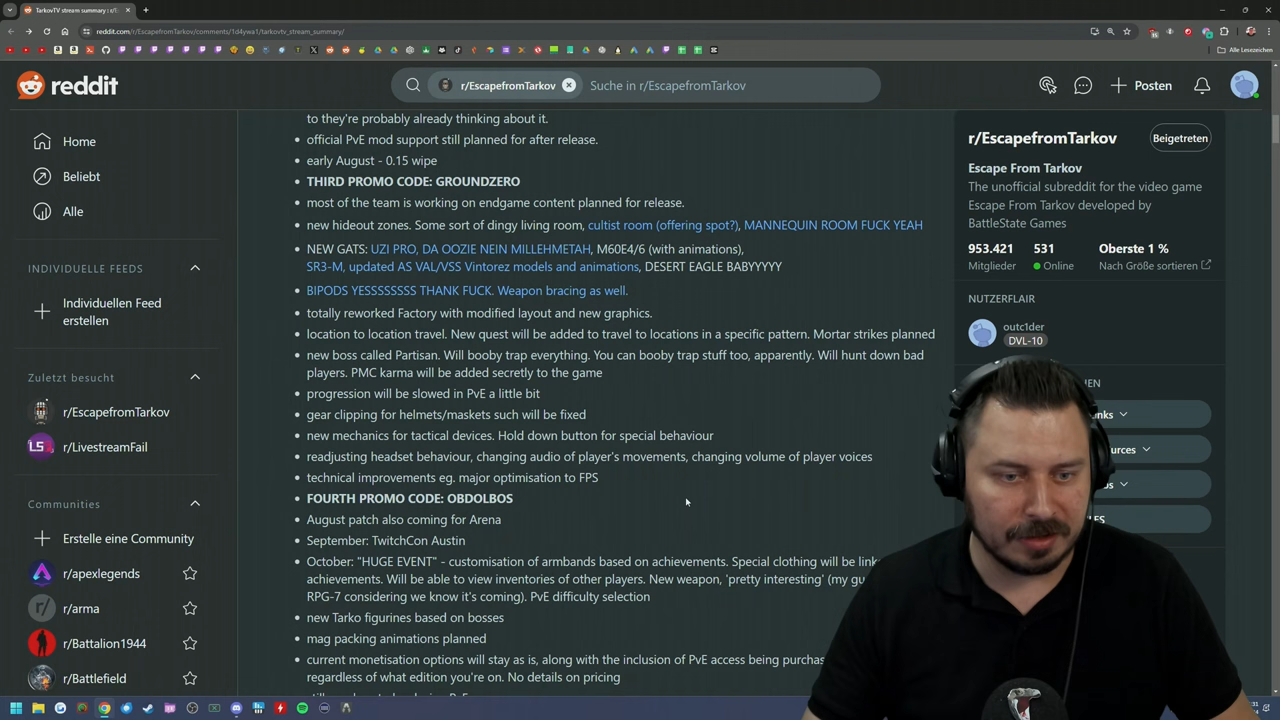 TarkovTV stream summary : r/E
reddit.com/r/EscapefromTarkov/comments/1d4ywa1/tarkovtv_stream_summary/
Alle Lesezeichen
reddit
r/EscapefromTarkov
Suche in r/EscapefromTarkov
Posten
Home
Beliebt
Alle
INDIVIDUELLE FEEDS
Individuellen Feed
erstellen
Zuletzt besucht
r/EscapefromTarkov
r/LivestreamFail
Communities
Erstelle eine Community
r/apexlegends
r/arma
r/Battalion1944
r/Battlefield
to they're probably already thinking about it.
official PvE mod support still planned for after release.
early August - 0.15 wipe
THIRD PROMO CODE: GROUNDZERO
most of the team is working on endgame content planned for release.
new hideout zones. Some sort of dingy living room, cultist room (offering spot?), MANNEQUIN ROOM FUCK YEAH
NEW GATS: UZI PRO, DA OOZIE NEIN MILLEHMETAH, M60E4/6 (with animations),
SR3-M, updated AS VAL/VSS Vintorez models and animations, DESERT EAGLE BABYYYYY
BIPODS YESSSSSSSS THANK FUCK. Weapon bracing as well.
totally reworked Factory with modified layout and new graphics.
location to location travel. New quest will be added to travel to locations in a specific pattern. Mortar strikes planned
new boss called Partisan. Will booby trap everything. You can booby trap stuff too, apparently. Will hunt down bad
players. PMC karma will be added secretly to the game
progression will be slowed in PvE a little bit
gear clipping for helmets/maskets such will be fixed
new mechanics for tactical devices. Hold down button for special behaviour
readjusting headset behaviour, changing audio of player's movements, changing volume of player voices
technical improvements eg. major optimisation to FPS
FOURTH PROMO CODE: OBDOLBOS
August patch also coming for Arena
September: TwitchCon Austin
October: "HUGE EVENT" - customisation of armbands based on achievements. Special clothing will be link
achievements. Will be able to view inventories of other players. New weapon, 'pretty interesting' (my gu
RPG-7 considering we know it's coming). PvE difficulty selection
new Tarko figurines based on bosses
mag packing animations planned
current monetisation options will stay as is, along with the inclusion of PvE access being purchas
regardless of what edition you're on. No details on pricing
r/EscapefromTarkov
Beigetreten
Escape From Tarkov
The unofficial subreddit for the video game
Escape From Tarkov developed by
BattleState Games
953.421 531 Oberste 1 %
Mitglieder Online Nach Größe sortieren
NUTZERFLAIR
outc1der
DVL-10